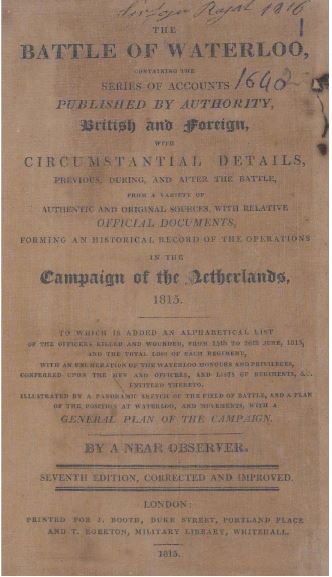 1816
THE
BATTLE OF WATERLOO,
CONTAINING THE
SERIES OF ACCOUNTS 1640
PUBLISHED BY AUTHORITY,
British and Foreign,
WITH
CIRCUMSTANTIAL DETAILS,
PREVIOUS, DURING, AND AFTER THE BATTLE,
FROM A VARIETY OF
AUTHENTIC AND ORIGINAL SOURCES, WITH RELATIVE
OFFICIAL DOCUMENTS,
FORMING AN HISTORICAL RECORD OF THE OPERATIONS
IN THE
Campaign of the Netherlands,
1815.
TO WHICH IS ADDED AN ALPHABETICAL LIST
OF THE OFFICERS KILLED AND WOUNDED, FROM 15th TO 26th JUNE, 1815,
AND THE TOTAL LOSS OF EACH REGIMENT,
WITH AN ENUMERATION OF THE WATERLOO HONOURS AND PRIVILEGES,
CONFERRED UPON THE MEN AND OFFICERS, AND LISTS OF REGIMENTS, &c.
ENTITLED THERETO.
ILLUSTRATED BY A PANORAMIC SKETCH OF THE FIELD OF BATTLE, AND A PLAN
OF THE POSITION AT WATERLOO, AND MOVEMENTS, WITH A
GENERAL PLAN OF THE CAMPAIGN.
BY A NEAR OBSERVER.
SEVENTH EDITION, CORRECTED AND IMPROVED.
LONDON:
PRINTED FOR J. BOOTH, DUKE STREET, PORTLAND PLACE
AND T. EGERTON, MILITARY LIBRARY, WHITEHALL.
1815.